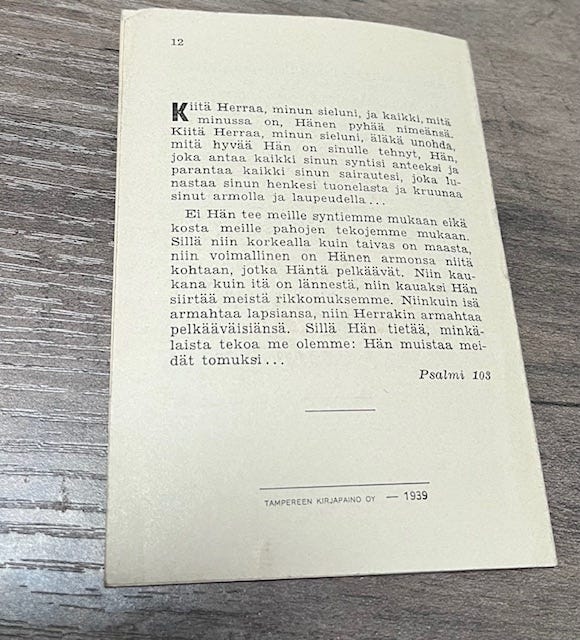 12
Kiitä Herraa, minun sieluni, ja kaikki, mitä
minussa on, Hänen pyhää nimeänsä.
Kiitä Herraa, minun sieluni, äläkä unohda,
mitä hyvää Hän on sinulle tehnyt, Hän,
joka antaa kaikki sinun syntisi anteeksi ja
parantaa kaikki sinun sairautesi, joka lu-
nastaa sinun henkesi tuonelasta ja kruunaa
sinut armolla ja laupeudella...
Ei Hän tee meille syntiemme mukaan eikä
kosta meille pahojen tekojemme mukaan.
Sillä niin korkealla kuin taivas on maasta,
niin voimallinen on Hänen armonsa niitä
kohtaan, jotka Häntä pelkäävät. Niin kau-
kana kuin itä on lännestä, niin kauaksi Hän
siirtää meistä rikkomuksemme. Niinkuin isä
armahtaa lapsiansa, niin Herrakin armahtaa
pelkääväisiänsä. Sillä Hän tietää, minkä-
laista tekoa me olemme: Hän muistaa mei-
dät tomuksi...
Psalmi 103
TAMPEREEN KIRJAPAINO OY — 1939